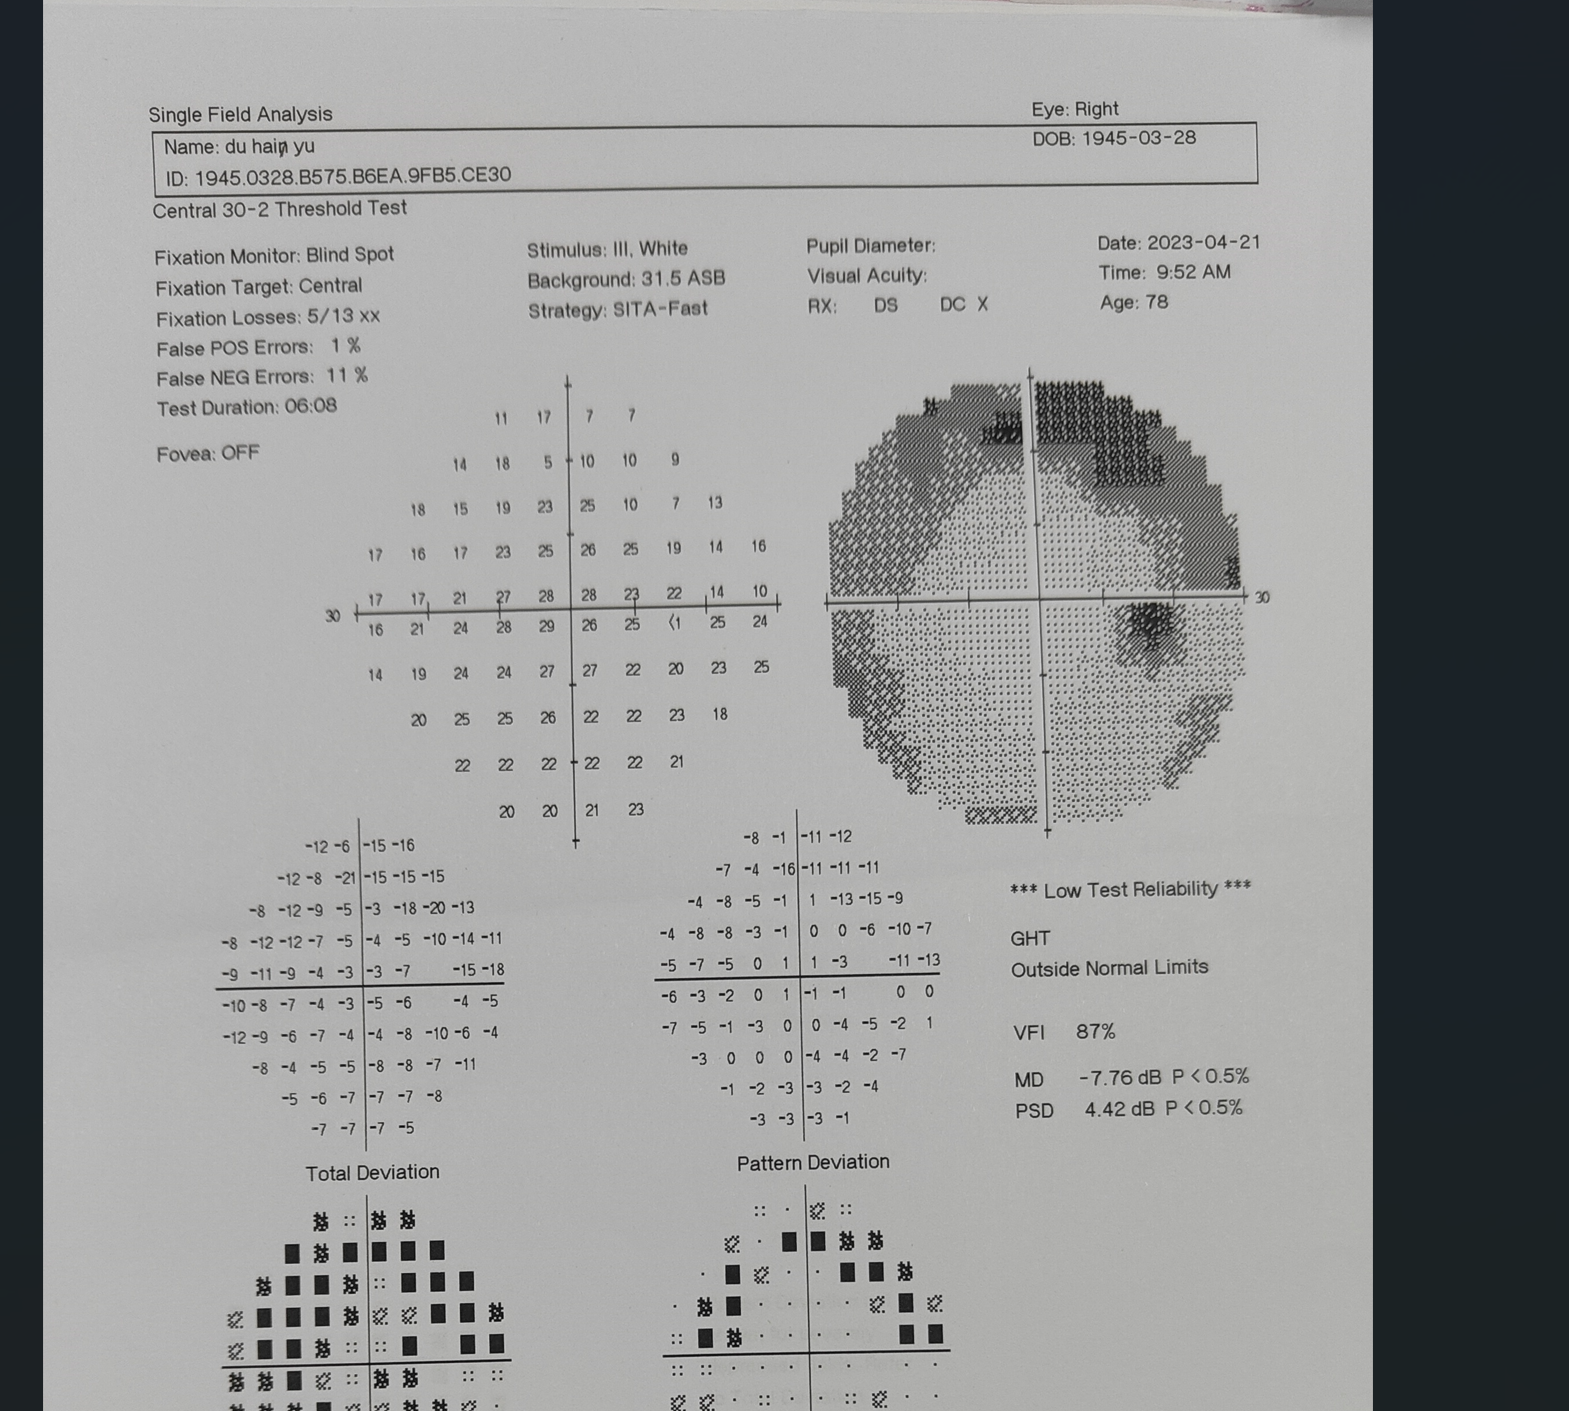 Single Field Analysis
Eye: Right
Name: du hain yu
DOB: 1945-03-28
ID: 1945.0328.B575.B6EA.9FB5.CE30
Central 30-2 Threshold Test
Fixation Monitor: Blind Spot
Stimulus: III, White
Pupil Diameter:
Date: 2023-04-21
Fixation Target: Central
Background: 31.5 ASB
Visual Acuity:
Time: 9:52 AM
Fixation Losses: 5/13 xx
Strategy: SITA-Fast
RX: DS DC X
Age: 78
False POS Errors: 1 %
False NEG Errors: 11 %
Test Duration: 06:08
Fovea: OFF
11 17 7 7
14 18 5 10 10 9
18 15 19 23 25 10 7 13
17 16 17 23 25 26 25 19 14 16
17 17 21 27 28 28 23 22 14 10
30
30
16 21 24 28 29 26 25 <1 25 24
14 19 24 24 27 27 22 20 23 25
20 25 25 26 22 22 23 18
22 22 22 22 22 21
20 20 21 23
-12 -6 -15 -16
-12 -8 -21 -15 -15 -15
-8 -12 -9 -5 -3 -18 -20 -13
-8 -12 -12 -7 -5 -4 -5 -10 -14 -11
-9 -11 -9 -4 -3 -3 -7 -15 -18
-10 -8 -7 -4 -3 -5 -6 -4 -5
-12 -9 -6 -7 -4 -4 -8 -10 -6 -4
-8 -4 -5 -5 -8 -8 -7 -11
-5 -6 -7 -7 -7 -8
-7 -7 -7 -5
Total Deviation
-8 -1 -11 -12
-7 -4 -16 -11 -11 -11
-4 -8 -5 -1 1 -13 -15 -9
-4 -8 -8 -3 -1 0 0 -6 -10 -7
-5 -7 -5 0 1 1 -3 -11 -13
-6 -3 -2 0 1 -1 -1 0 0
-7 -5 -1 -3 0 0 -4 -5 -2 1
-3 0 0 0 -4 -4 -2 -7
-1 -2 -3 -3 -2 -4
-3 -3 -3 -1
Pattern Deviation
*** Low Test Reliability ***
GHT
Outside Normal Limits
VFI 87%
MD -7.76 dB P < 0.5%
PSD 4.42 dB P < 0.5%